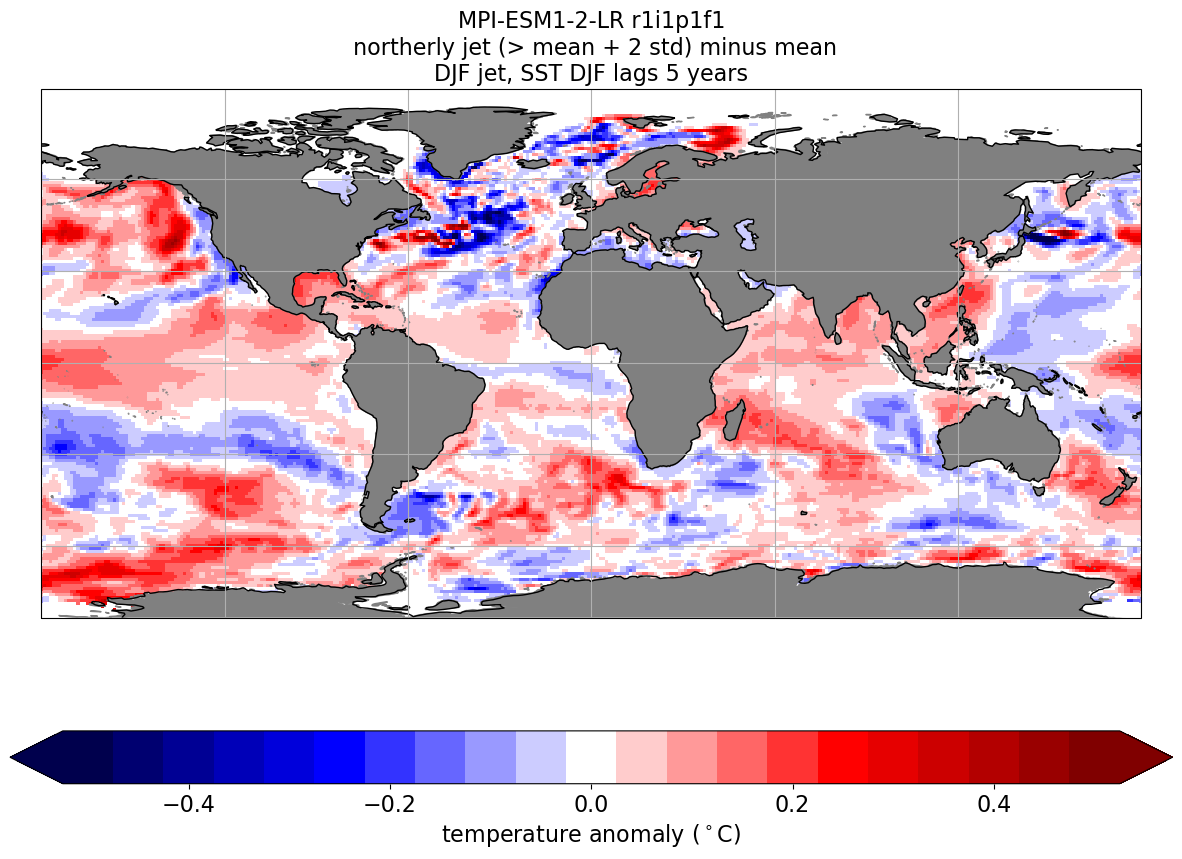 MPI-ESM1-2-LR r1i1p1f1
northerly jet (> mean + 2 std) minus mean
DJF jet, SST DJF lags 5 years
−0.4 −0.2 0.0 0.2 0.4
temperature anomaly (°C)